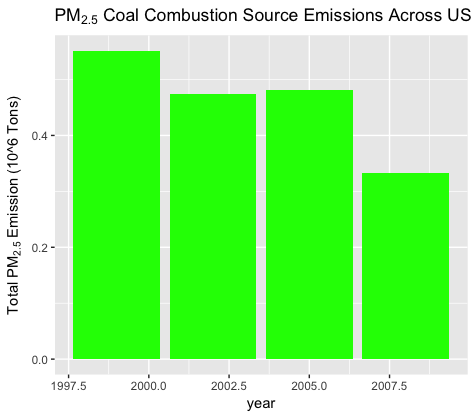 PM₂.₅ Coal Combustion Source Emissions Across US
Total PM₂.₅ Emission (10^6 Tons)
0.4
0.2
0.0
1997.5 2000.0 2002.5 2005.0 2007.5
year